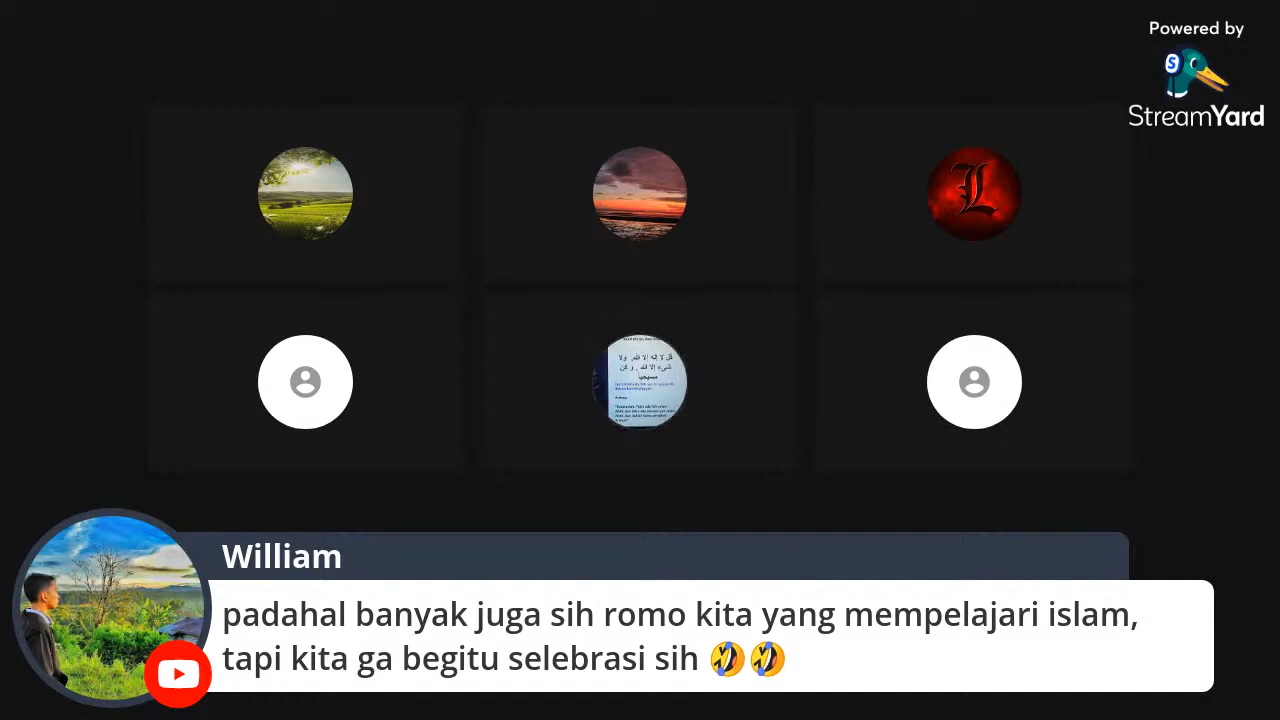 Powered by
S
StreamYard
L
William
padahal banyak juga sih romo kita yang mempelajari islam,
tapi kita ga begitu selebrasi sih 🤣🤣